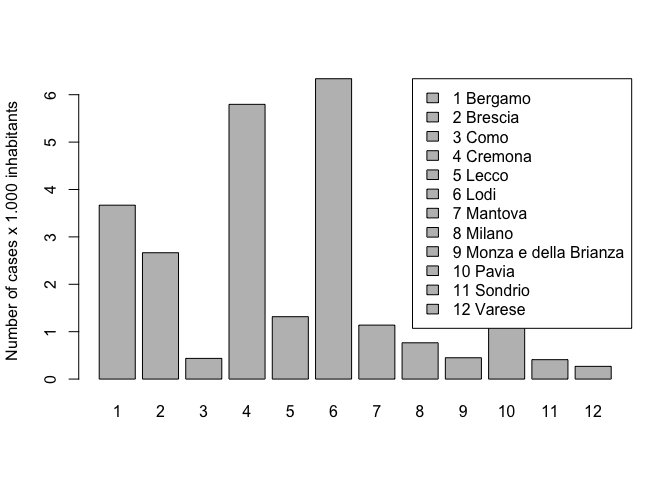 Number of cases x 1.000 inhabitants
6
5
4
3
2
1
0
1 Bergamo
2 Brescia
3 Como
4 Cremona
5 Lecco
6 Lodi
7 Mantova
8 Milano
9 Monza e della Brianza
10 Pavia
11 Sondrio
12 Varese
1 2 3 4 5 6 7 8 9 10 11 12